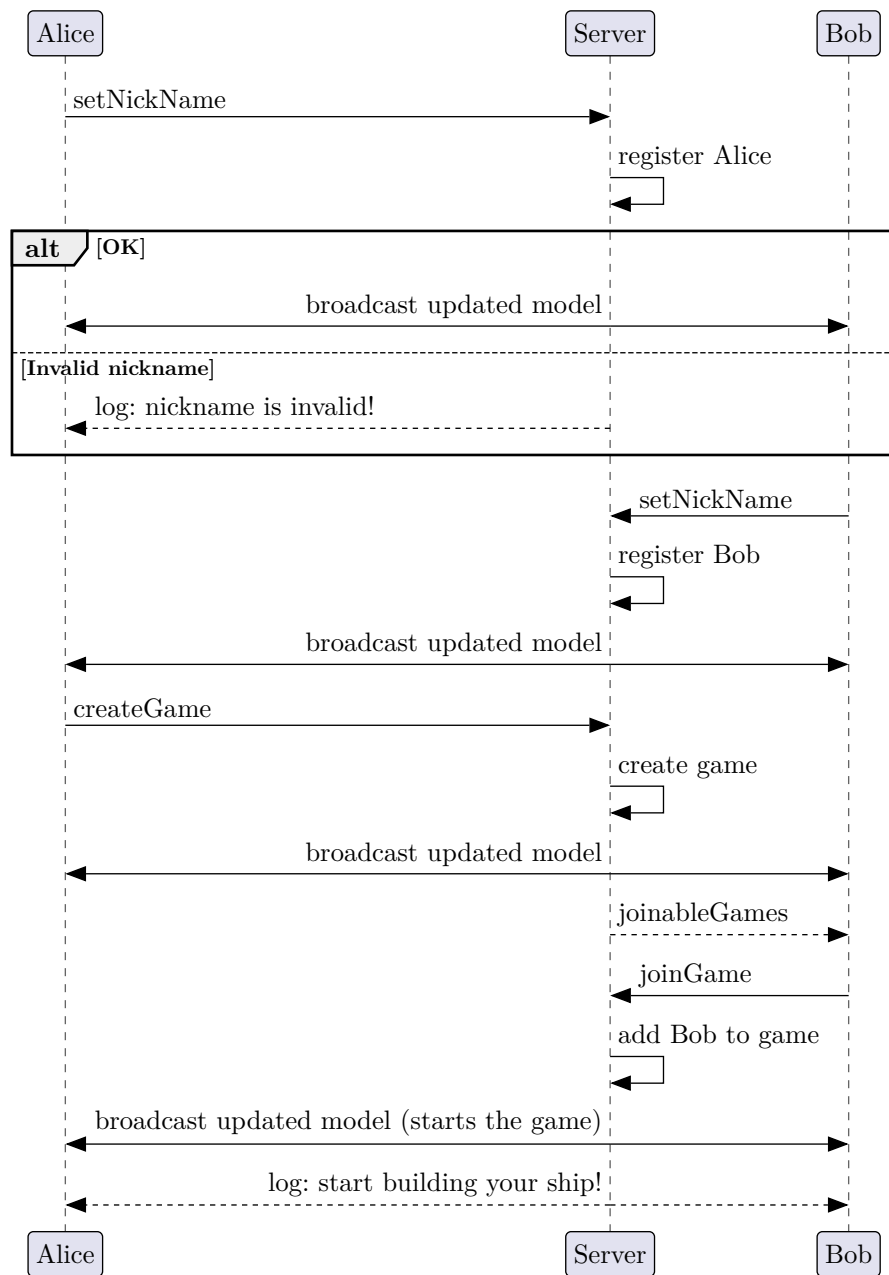 Alice
Server
Bob
setNickName
register Alice
alt
[OK]
broadcast updated model
[Invalid nickname]
log: nickname is invalid!
setNickName
register Bob
broadcast updated model
createGame
create game
broadcast updated model
joinableGames
joinGame
add Bob to game
broadcast updated model (starts the game)
log: start building your ship!
Alice
Server
Bob